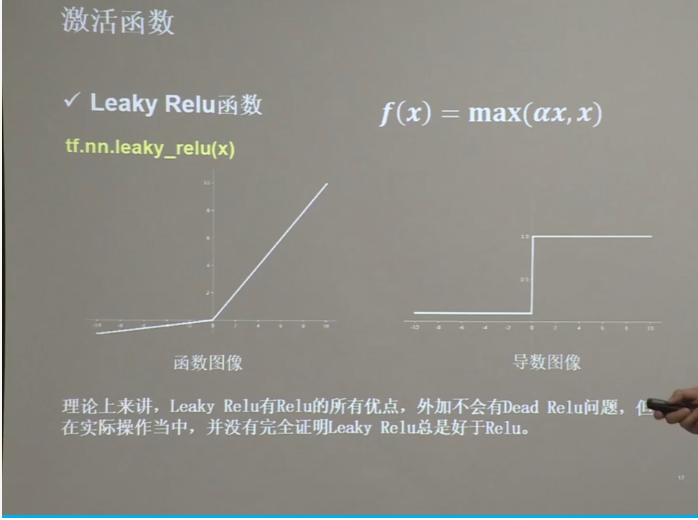 激活函数
✓ Leaky Relu函数
f(x) = max(αx, x)
tf.nn.leaky_relu(x)
10
8
6
4
2
-10 -8 -6 -4 -2 0 2 4 6 8 10
1.0
0.5
-10 -8 -6 -4 -2 0 2 4 6 8 10
函数图像
导数图像
理论上来讲，Leaky Relu有Relu的所有优点，外加不会有Dead Relu问题，但
在实际操作当中，并没有完全证明Leaky Relu总是好于Relu。
17